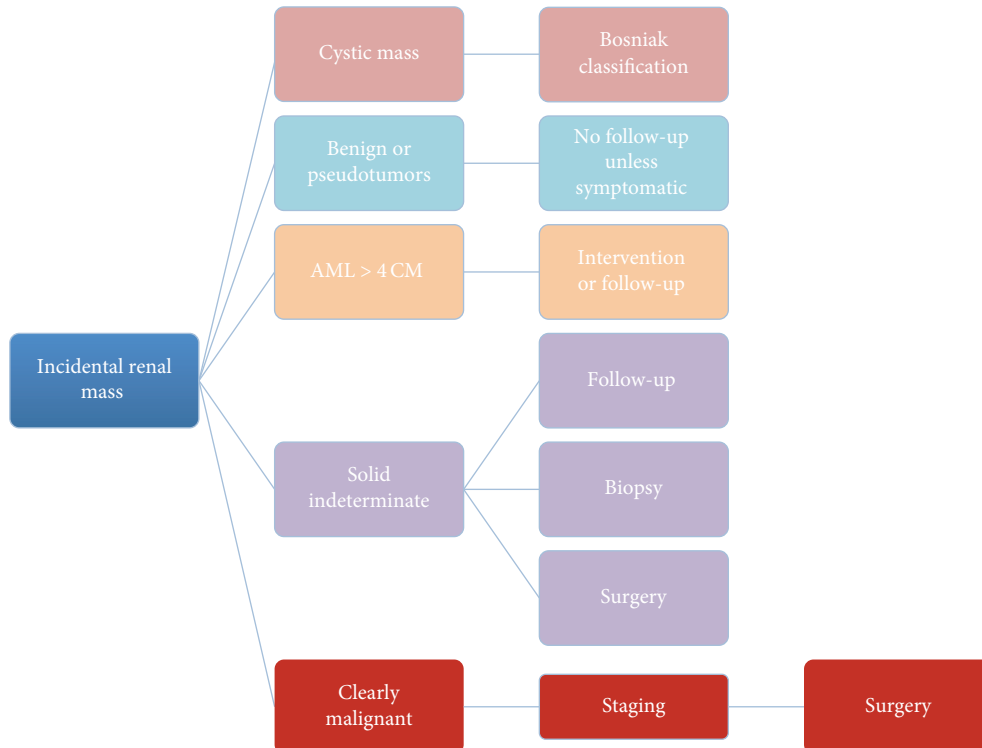 Cystic mass
Bosniak
classification
Benign or
pseudotumors
No follow-up
unless
symptomatic
AML > 4 CM
Intervention
or follow-up
Incidental renal
mass
Follow-up
Solid
indeterminate
Biopsy
Surgery
Clearly
malignant
Staging
Surgery